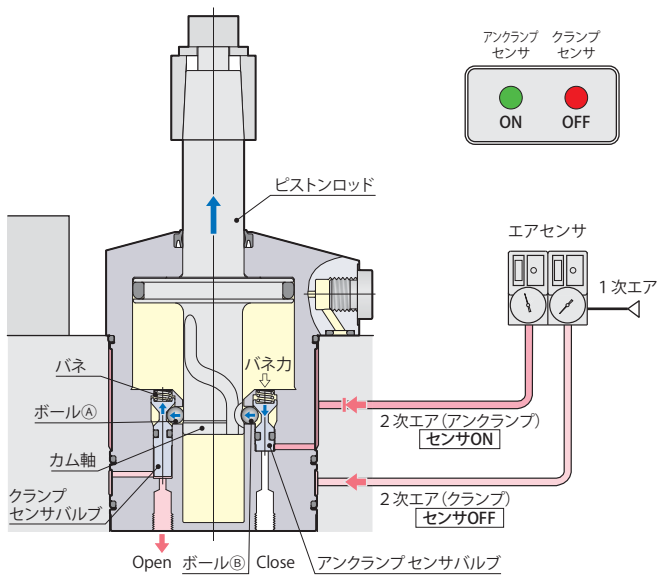 アンクランプ
センサ
クランプ
センサ
ON
OFF
ピストンロッド
エアセンサ
1次エア
バネ
バネ力
ボールⒶ
2次エア(アンクランプ)
センサON
カム軸
クランプ
センサバルブ
2次エア(クランプ)
センサOFF
Open
ボールⒷ
Close
アンクランプ センサバルブ